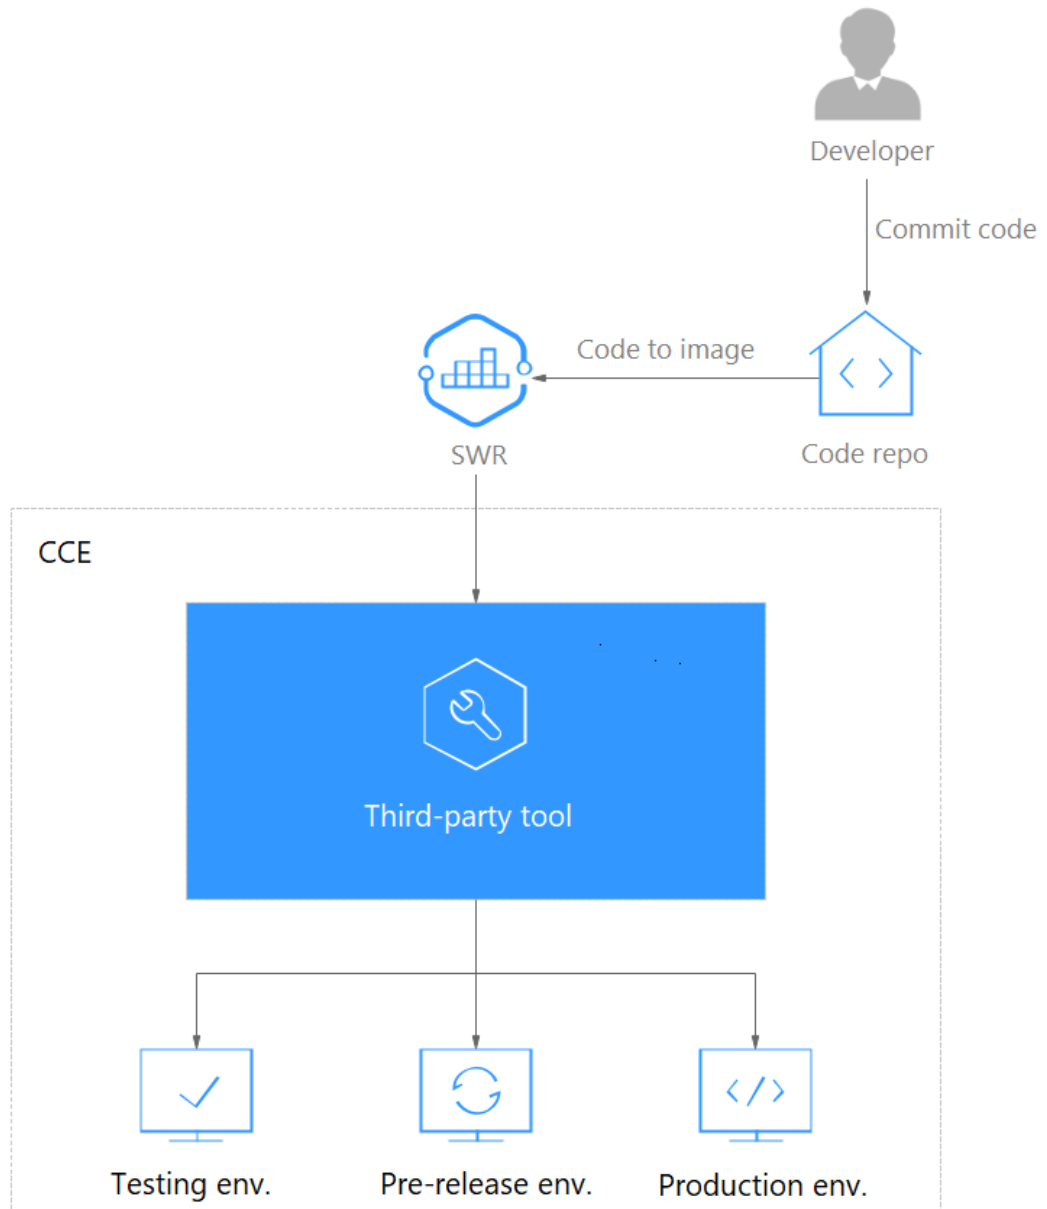 Developer
Commit code
Code to image
SWR
Code repo
CCE
Third-party tool
Testing env.
Pre-release env.
Production env.